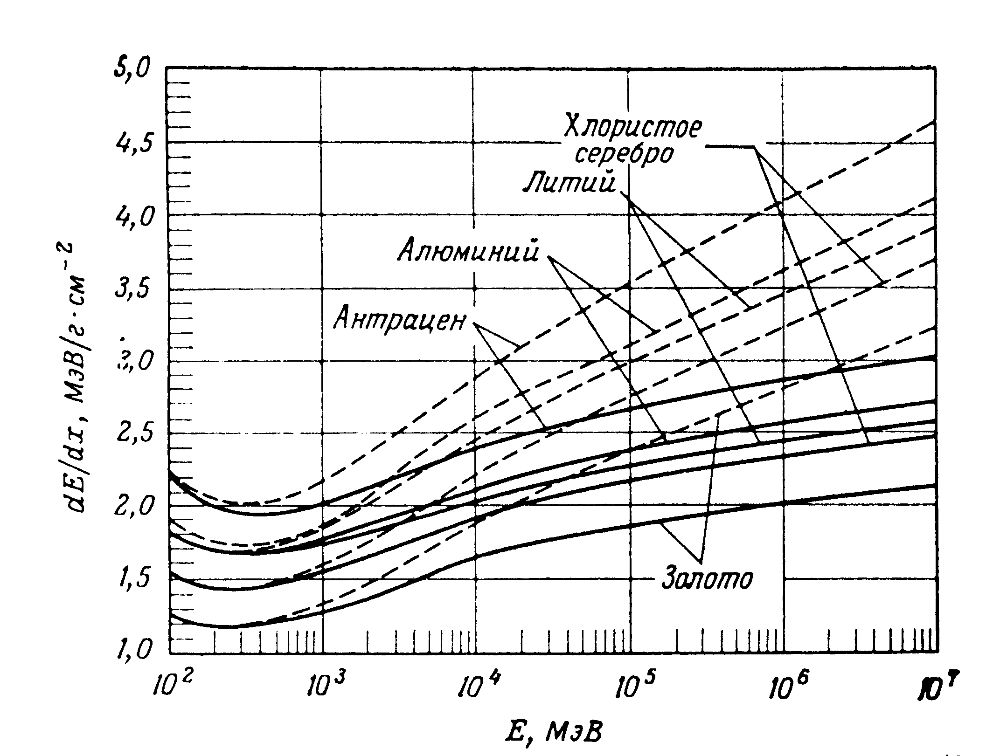 5,0
4,5
4,0
3,5
3,0
2,5
2,0
1,5
1,0
dE/dx, МэВ/г·см⁻²
Хлористое
серебро
Литий
Алюминий
Антрацен
Золото
10² 10³ 10⁴ 10⁵ 10⁶ 10⁷
E, МэВ